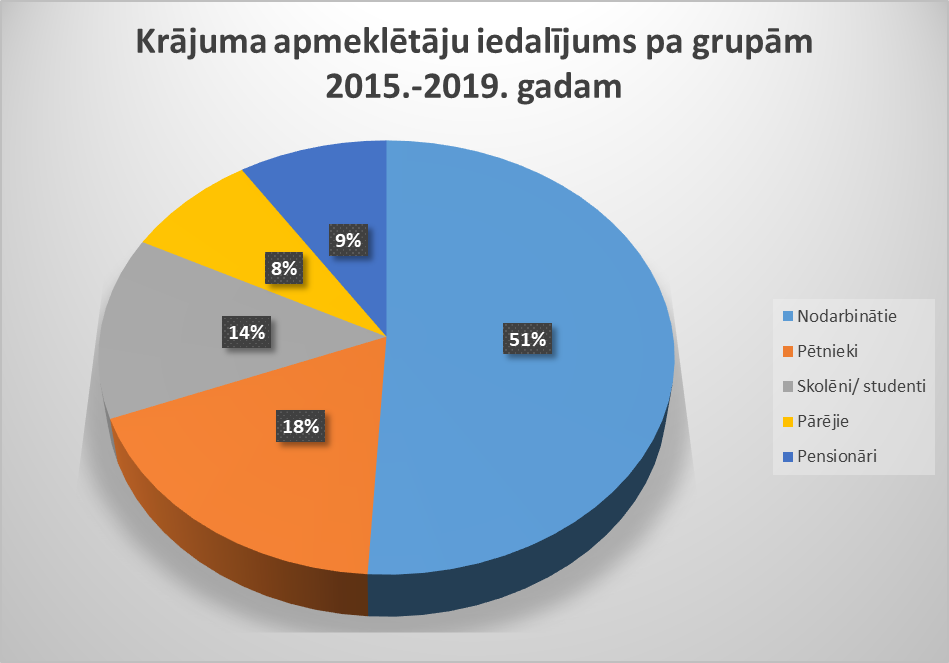 Krājuma apmeklētāju iedalījums pa grupām
2015.-2019. gadam
9%
8%
14%
51%
18%
Nodarbinātie
Pētnieki
Skolēni/ studenti
Pārējie
Pensionāri